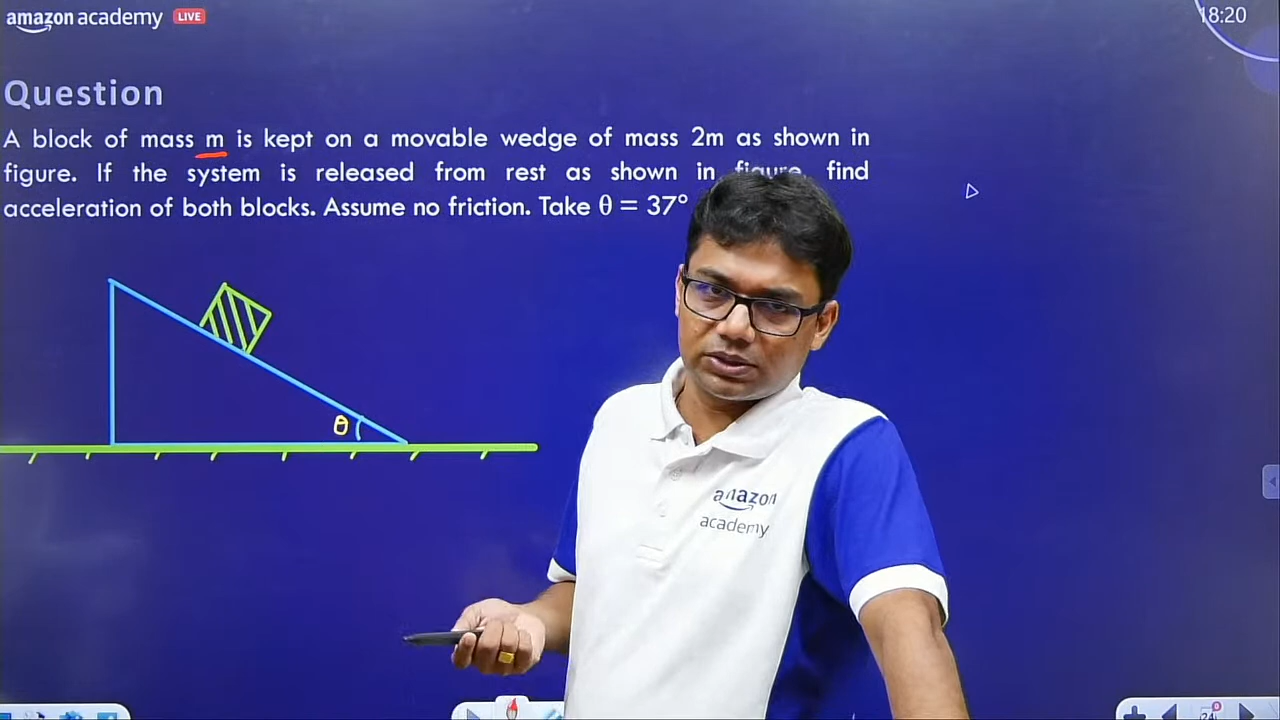 amazon academy LIVE
18:20
Question
A block of mass m is kept on a movable wedge of mass 2m as shown in
figure. If the system is released from rest as shown in figure, find
acceleration of both blocks. Assume no friction. Take θ = 37°
θ
amazon
academy